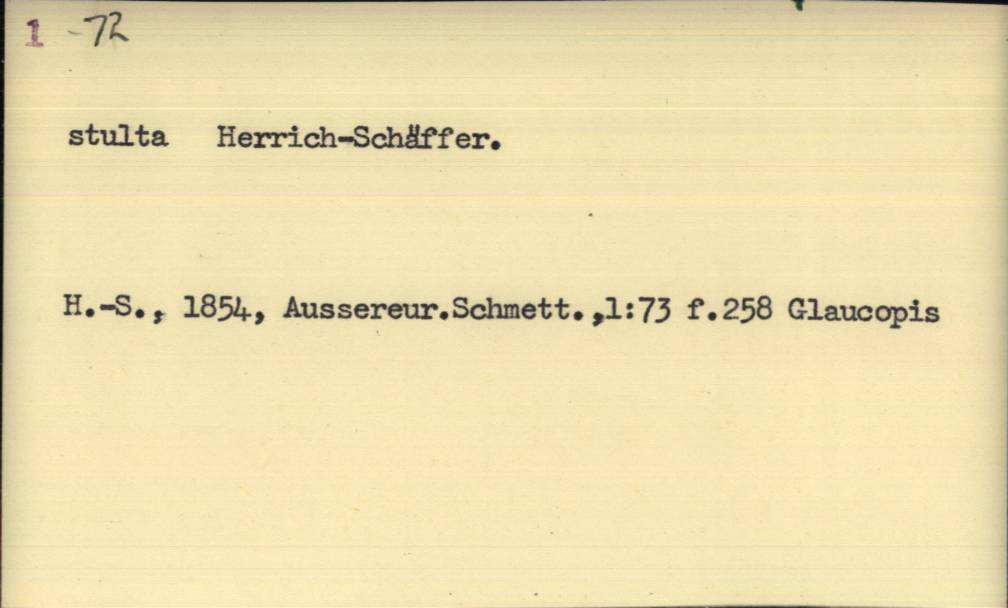 1 -72
stulta Herrich-Schäffer.
H.-S., 1854, Aussereur.Schmett.,1:73 f.258 Glaucopis